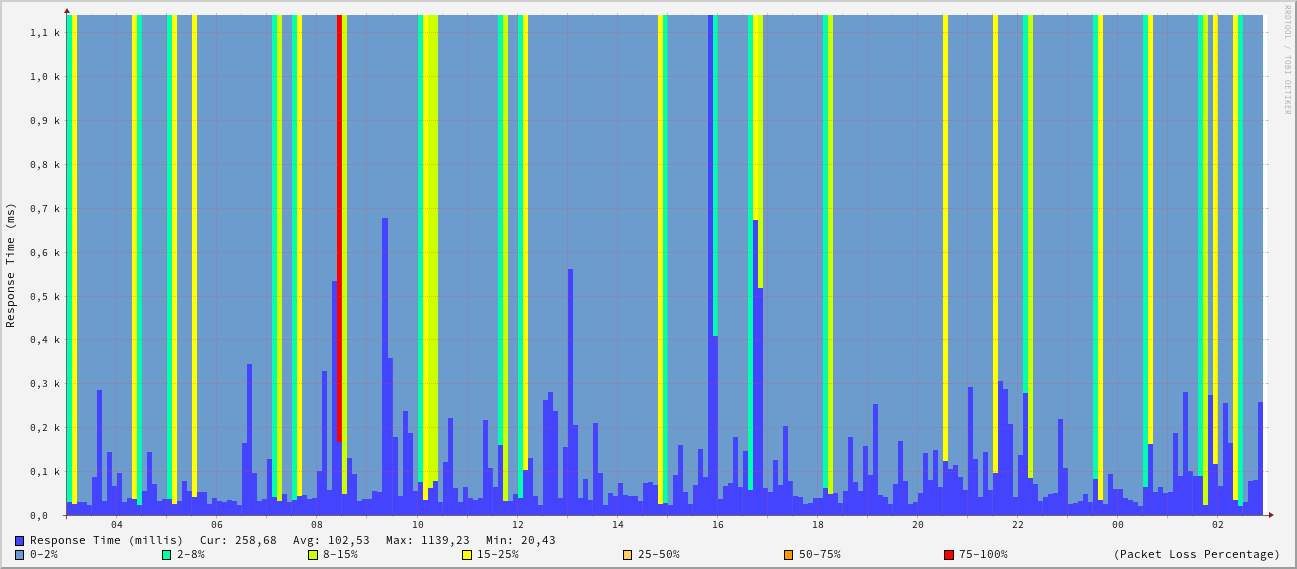 RRDTOOL / TOBI OETIKER
Response Time (ms)
1,1 k
1,0 k
0,9 k
0,8 k
0,7 k
0,6 k
0,5 k
0,4 k
0,3 k
0,2 k
0,1 k
0,0
04 06 08 10 12 14 16 18 20 22 00 02
Response Time (millis) Cur: 258,68 Avg: 102,53 Max: 1139,23 Min: 20,43
0-2% 2-8% 8-15% 15-25% 25-50% 50-75% 75-100% (Packet Loss Percentage)